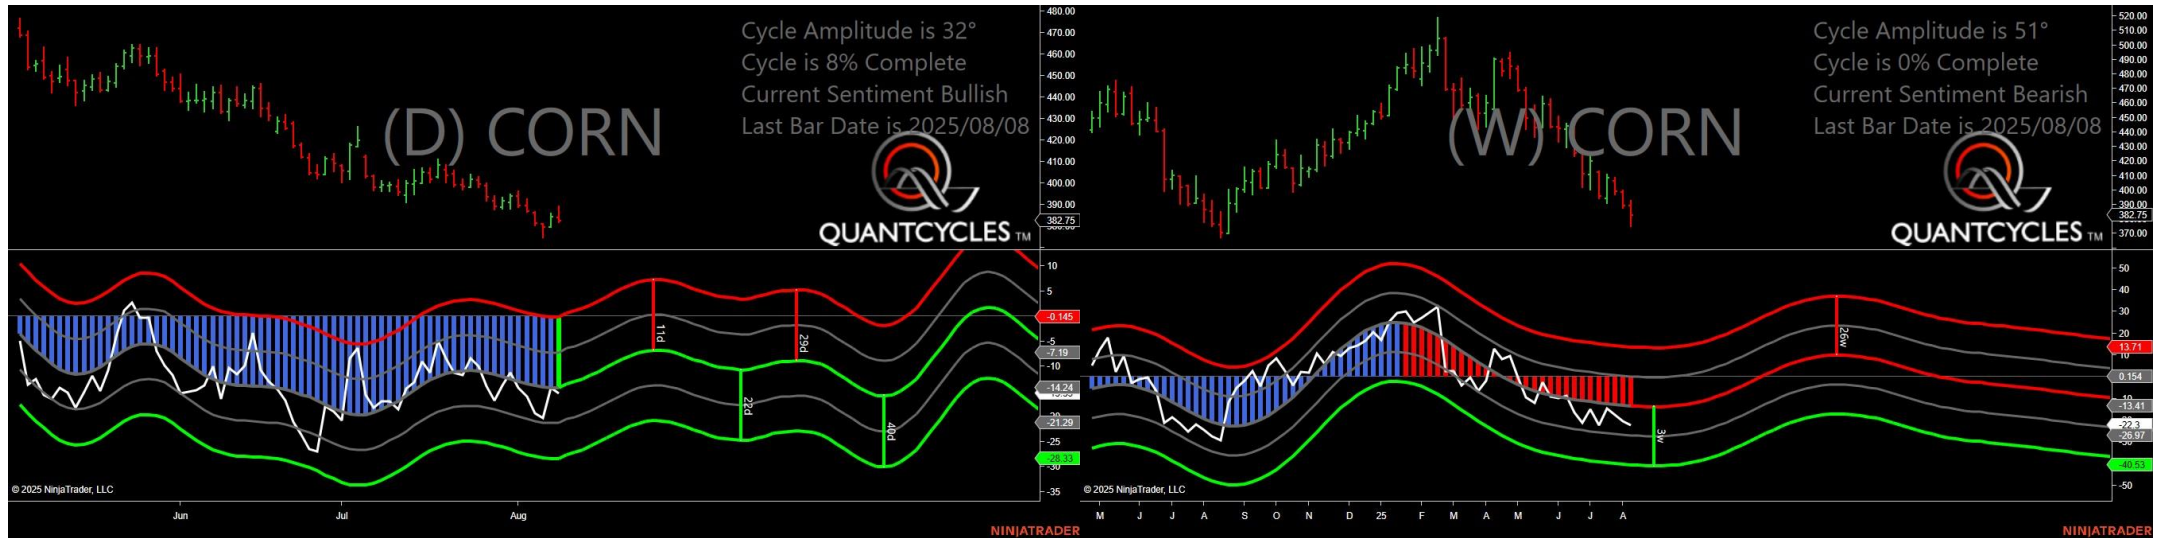 Cycle Amplitude is 32°
Cycle is 8% Complete
Current Sentiment Bullish
Last Bar Date is 2025/08/08
(D) CORN
QUANTCYCLES TM
480.00
470.00
460.00
450.00
440.00
430.00
420.00
410.00
400.00
390.00
382.75
10
5
-0.145
-5
-7.19
-10
-14.24
-21.29
-25
-28.33
-30
-35
11d
22d
29d
40d
© 2025 NinjaTrader, LLC
Jun Jul Aug
NINJATRADER
Cycle Amplitude is 51°
Cycle is 0% Complete
Current Sentiment Bearish
Last Bar Date is 2025/08/08
(W) CORN
QUANTCYCLES TM
520.00
510.00
500.00
490.00
480.00
470.00
460.00
450.00
440.00
430.00
420.00
410.00
400.00
390.00
382.75
370.00
50
40
30
20
13.71
10
0.154
-13.41
-22.3
-26.97
-40.53
-50
3w
26w
© 2025 NinjaTrader, LLC
M J J A S O N D 25 F M A M J J A
NINJATRADER